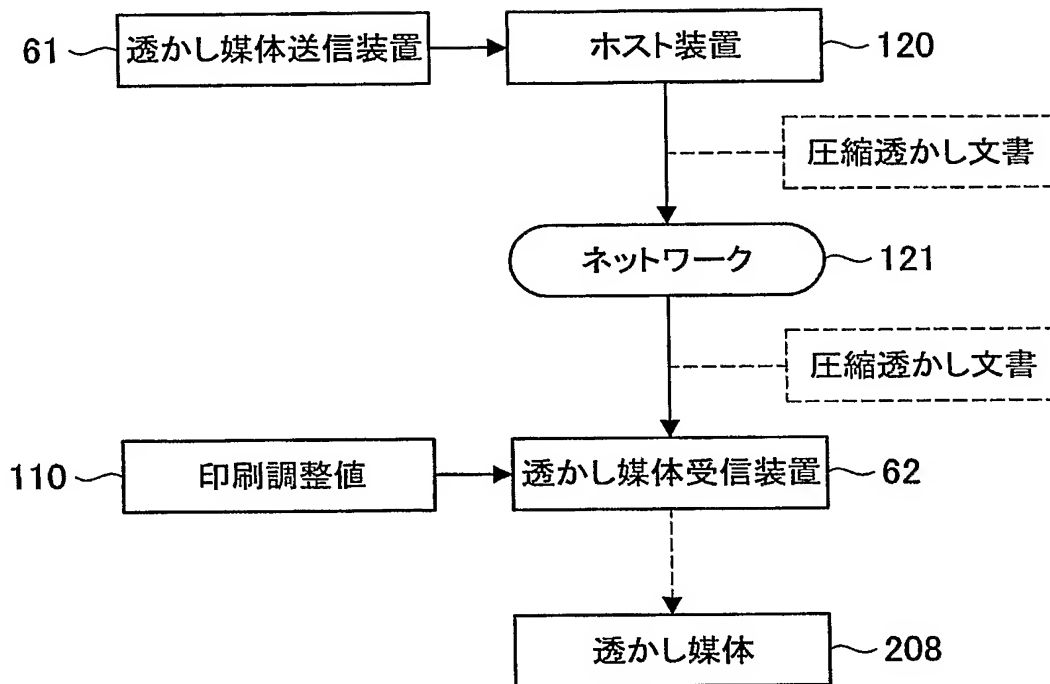 61 透かし媒体送信装置 ホスト装置 120
圧縮透かし文書
ネットワーク 121
圧縮透かし文書
110 印刷調整値 透かし媒体受信装置 62
透かし媒体 208